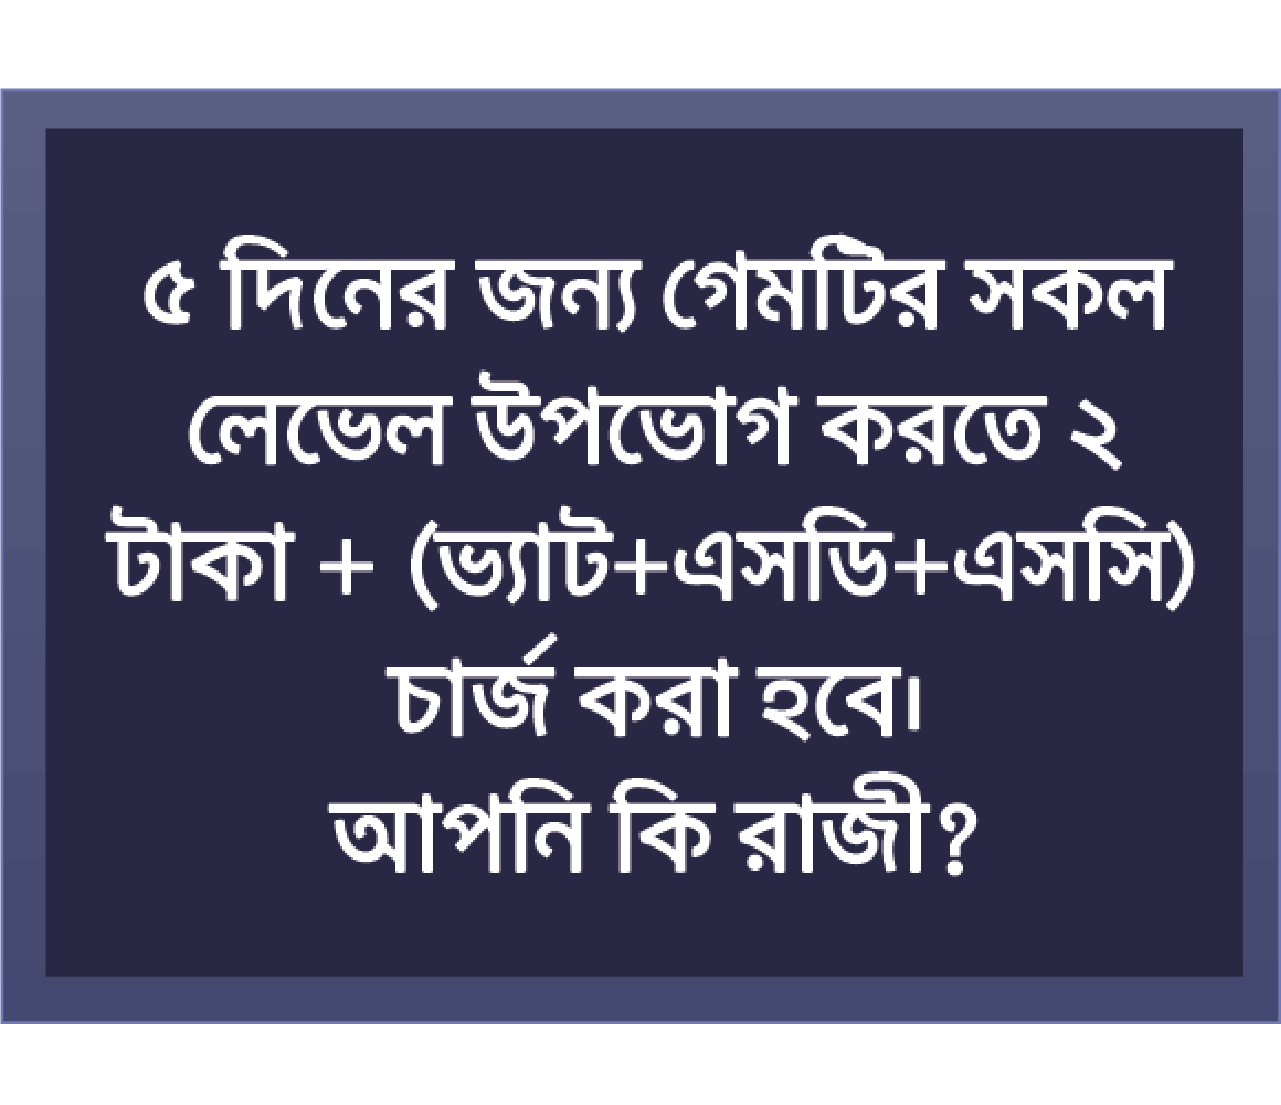 ৫ দিনের জন্য গেমটির সকল
লেভেল উপভোগ করতে ২
টাকা + (ভ্যাট+এসডি+এসসি)
চার্জ করা হবে।
আপনি কি রাজী?